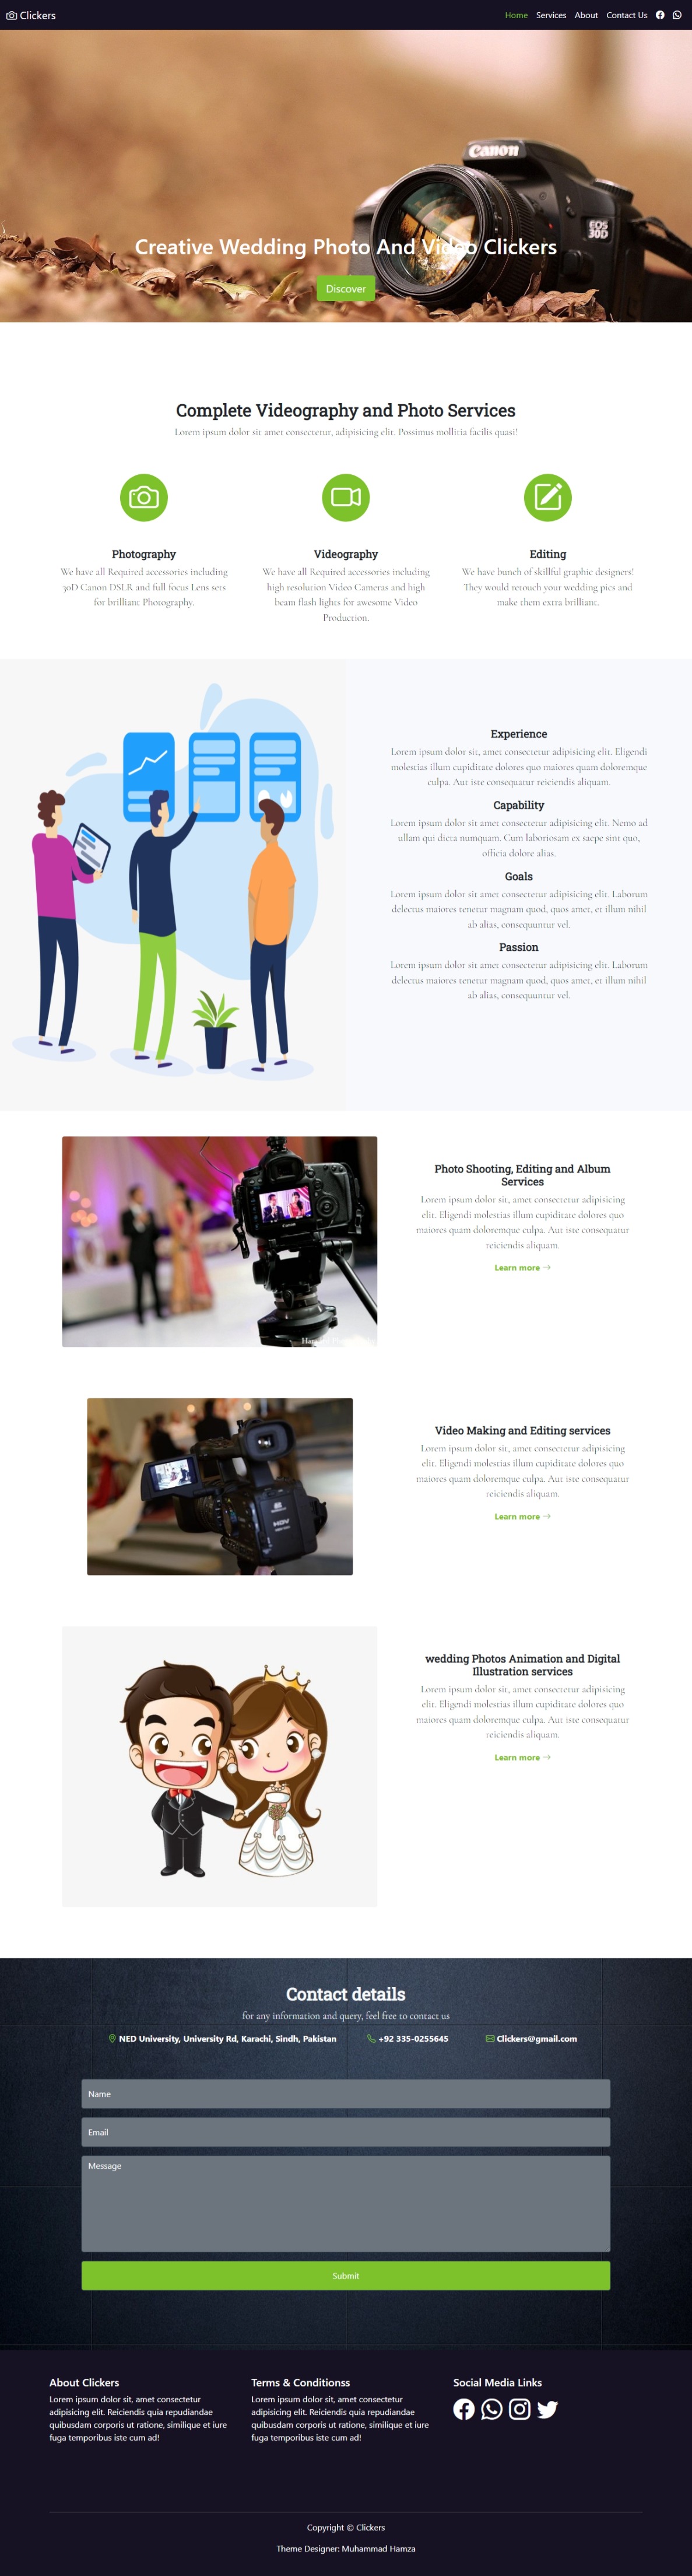 Clickers
Home Services About Contact Us
Canon
EOS
30D
Creative Wedding Photo And Video Clickers
Discover
Complete Videography and Photo Services
Lorem ipsum dolor sit amet consectetur, adipisicing elit. Possimus mollitia facilis quasi!
Photography
We have all Required accessories including
30D Canon DSLR and full focus Lens sets
for brilliant Photography.
Videography
We have all Required accessories including
high resolution Video Cameras and high
beam flash lights for awesome Video
Production.
Editing
We have bunch of skillful graphic designers!
They would retouch your wedding pics and
make them extra brilliant.
Experience
Lorem ipsum dolor sit, amet consectetur adipisicing elit. Eligendi
molestias illum cupiditate dolores quo maiores quam doloremque
culpa. Aut iste consequatur reiciendis aliquam.
Capability
Lorem ipsum dolor sit amet consectetur adipisicing elit. Nemo ad
ullam qui dicta numquam. Cum laboriosam ex saepe sint quo,
officia dolore alias.
Goals
Lorem ipsum dolor sit amet consectetur adipisicing elit. Laborum
delectus maiores tenetur magnam quod, quos amet, et illum nihil
ab alias, consequuntur vel.
Passion
Lorem ipsum dolor sit amet consectetur adipisicing elit. Laborum
delectus maiores tenetur magnam quod, quos amet, et illum nihil
ab alias, consequuntur vel.
Photo Shooting, Editing and Album
Services
Lorem ipsum dolor sit, amet consectetur adipisicing
elit. Eligendi molestias illum cupiditate dolores quo
maiores quam doloremque culpa. Aut iste consequatur
reiciendis aliquam.
Learn more
Video Making and Editing services
Lorem ipsum dolor sit, amet consectetur adipisicing
elit. Eligendi molestias illum cupiditate dolores quo
maiores quam doloremque culpa. Aut iste consequatur
reiciendis aliquam.
Learn more
HDV
wedding Photos Animation and Digital
Illustration services
Lorem ipsum dolor sit, amet consectetur adipisicing
elit. Eligendi molestias illum cupiditate dolores quo
maiores quam doloremque culpa. Aut iste consequatur
reiciendis aliquam.
Learn more
Contact details
for any information and query, feel free to contact us
NED University, University Rd, Karachi, Sindh, Pakistan +92 335-0255645 Clickers@gmail.com
Name
Email
Message
Submit
About Clickers
Lorem ipsum dolor sit, amet consectetur
adipisicing elit. Reiciendis quia repudiandae
quibusdam corporis ut ratione, similique et iure
fuga temporibus iste cum ad!
Terms & Conditionss
Lorem ipsum dolor sit, amet consectetur
adipisicing elit. Reiciendis quia repudiandae
quibusdam corporis ut ratione, similique et iure
fuga temporibus iste cum ad!
Social Media Links
Copyright © Clickers
Theme Designer: Muhammad Hamza